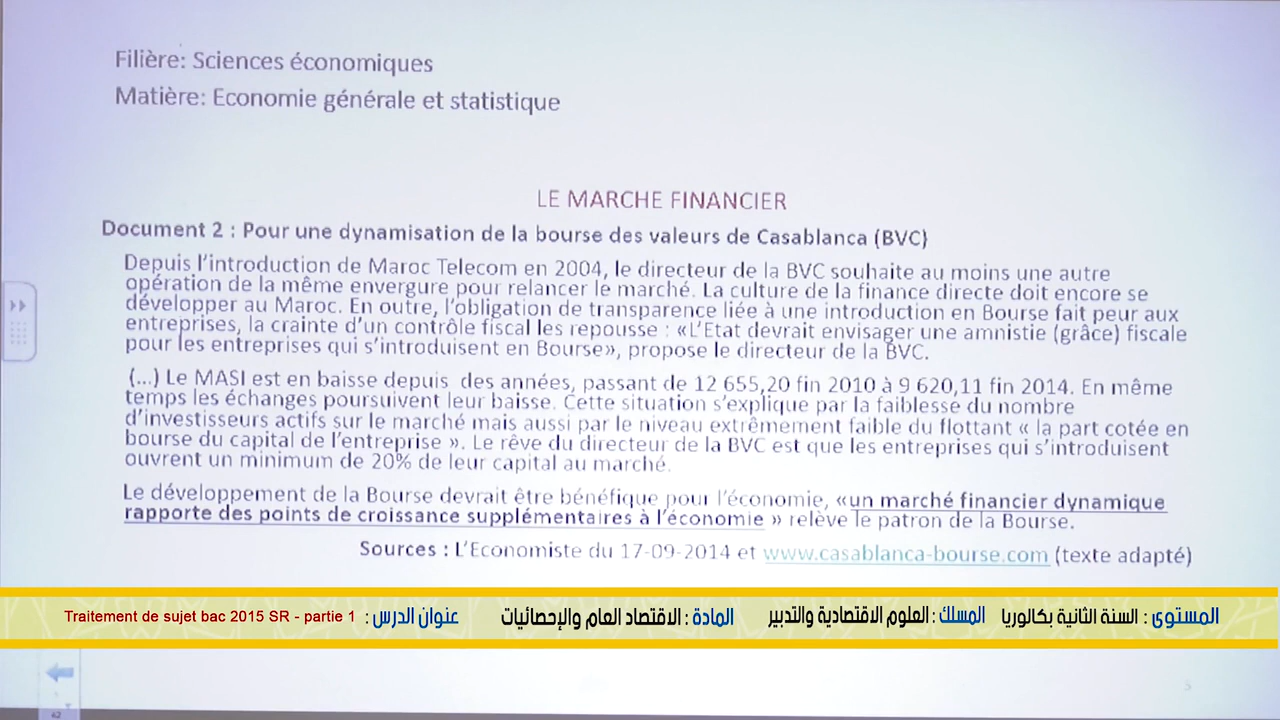 Filière: Sciences économiques
Matière: Economie générale et statistique
LE MARCHE FINANCIER
Document 2 : Pour une dynamisation de la bourse des valeurs de Casablanca (BVC)
Depuis l'introduction de Maroc Telecom en 2004, le directeur de la BVC souhaite au moins une autre
opération de la même envergure pour relancer le marché. La culture de la finance directe doit encore se
développer au Maroc. En outre, l'obligation de transparence liée à une introduction en Bourse fait peur aux
entreprises, la crainte d'un contrôle fiscal les repousse : «L'Etat devrait envisager une amnistie (grâce) fiscale
pour les entreprises qui s'introduisent en Bourse», propose le directeur de la BVC.
(...) Le MASI est en baisse depuis des années, passant de 12 655,20 fin 2010 à 9 620,11 fin 2014. En même
temps les échanges poursuivent leur baisse. Cette situation s'explique par la faiblesse du nombre
d'investisseurs actifs sur le marché mais aussi par le niveau extrêmement faible du flottant « la part cotée en
bourse du capital de l'entreprise ». Le rêve du directeur de la BVC est que les entreprises qui s'introduisent
ouvrent un minimum de 20% de leur capital au marché.
Le développement de la Bourse devrait être bénéfique pour l'économie, «un marché financier dynamique
rapporte des points de croissance supplémentaires à l'économie » relève le patron de la Bourse.
Sources : L'Economiste du 17-09-2014 et www.casablanca-bourse.com (texte adapté)
المستوى : السنة الثانية بكالوريا المسلك : العلوم الاقتصادية والتدبير المادة : الاقتصاد العام والإحصائيات عنوان الدرس : Traitement de sujet bac 2015 SR - partie 1
5